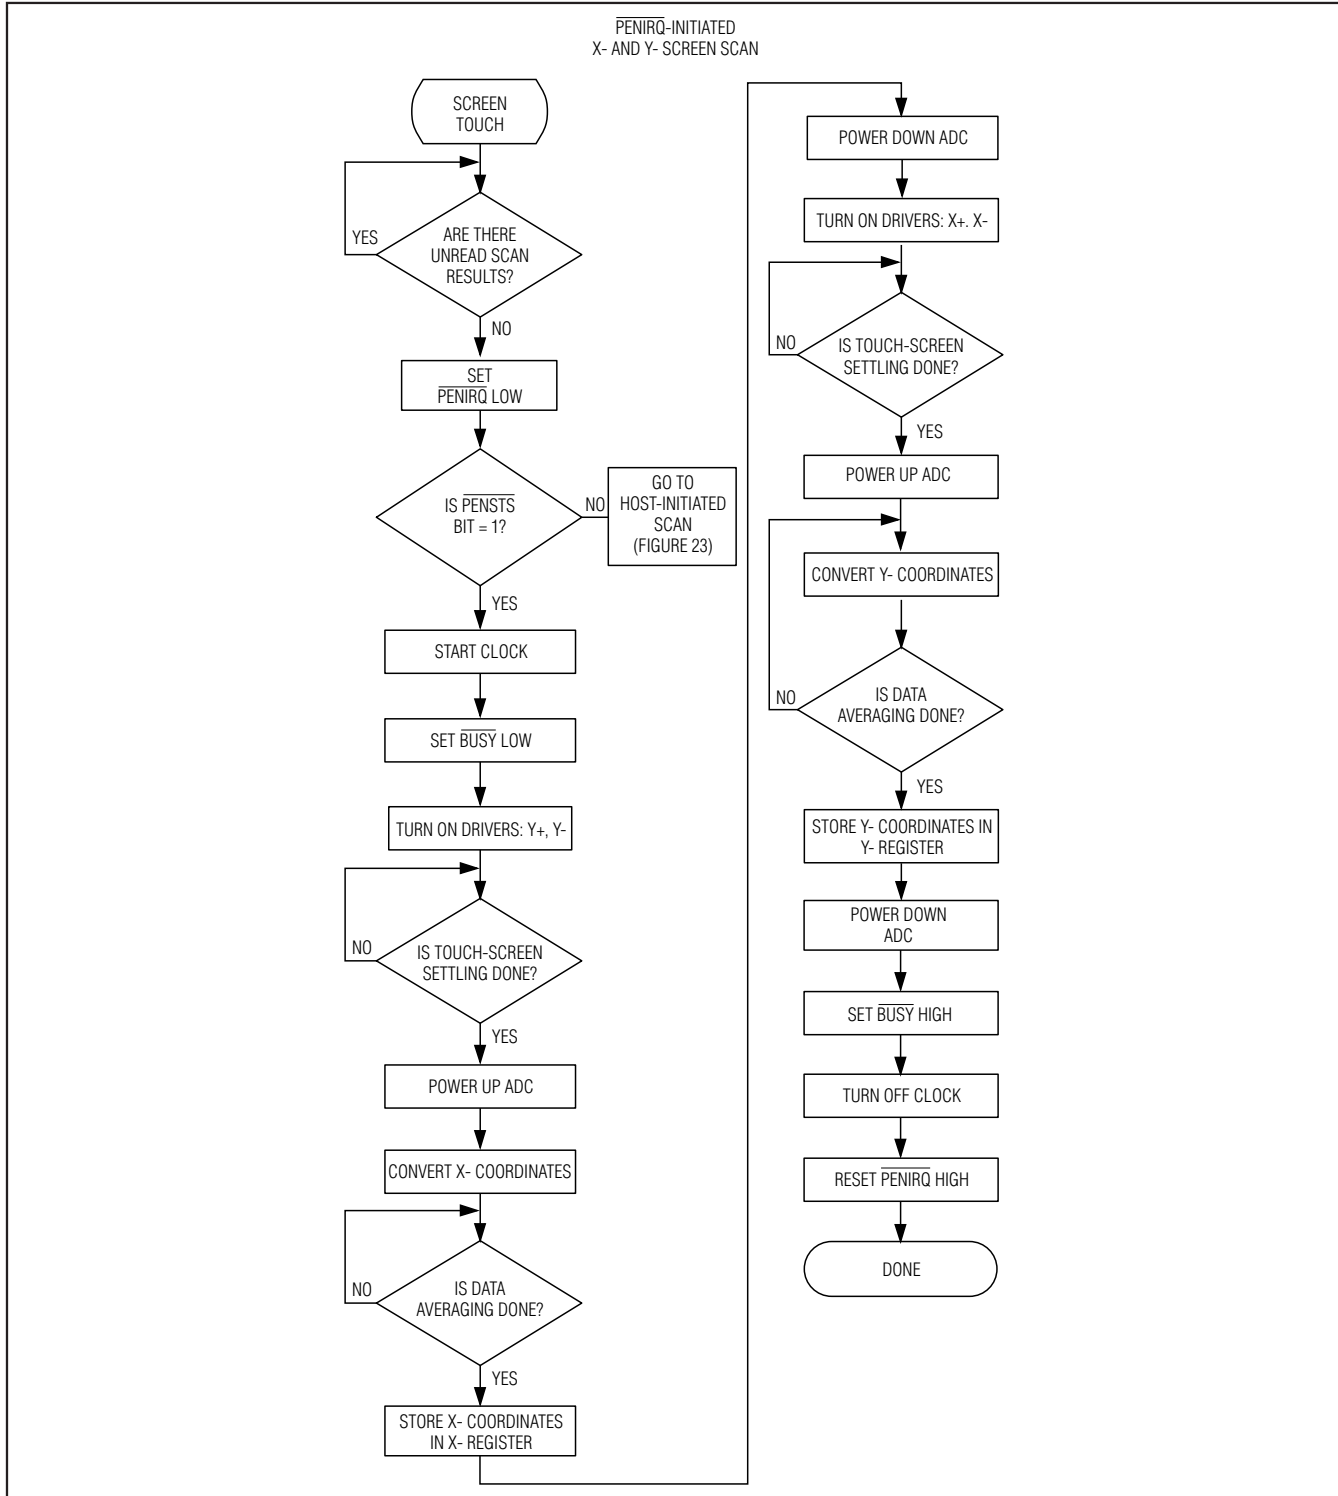 PENIRQ-INITIATED
X- AND Y- SCREEN SCAN
SCREEN
TOUCH
YES
ARE THERE
UNREAD SCAN
RESULTS?
NO
SET
PENIRQ LOW
IS PENSTS
BIT = 1?
NO
GO TO
HOST-INITIATED
SCAN
(FIGURE 23)
YES
START CLOCK
SET BUSY LOW
TURN ON DRIVERS: Y+, Y-
NO
IS TOUCH-SCREEN
SETTLING DONE?
YES
POWER UP ADC
CONVERT X- COORDINATES
NO
IS DATA
AVERAGING DONE?
YES
STORE X- COORDINATES
IN X- REGISTER
POWER DOWN ADC
TURN ON DRIVERS: X+. X-
NO
IS TOUCH-SCREEN
SETTLING DONE?
YES
POWER UP ADC
CONVERT Y- COORDINATES
NO
IS DATA
AVERAGING DONE?
YES
STORE Y- COORDINATES IN
Y- REGISTER
POWER DOWN
ADC
SET BUSY HIGH
TURN OFF CLOCK
RESET PENIRQ HIGH
DONE